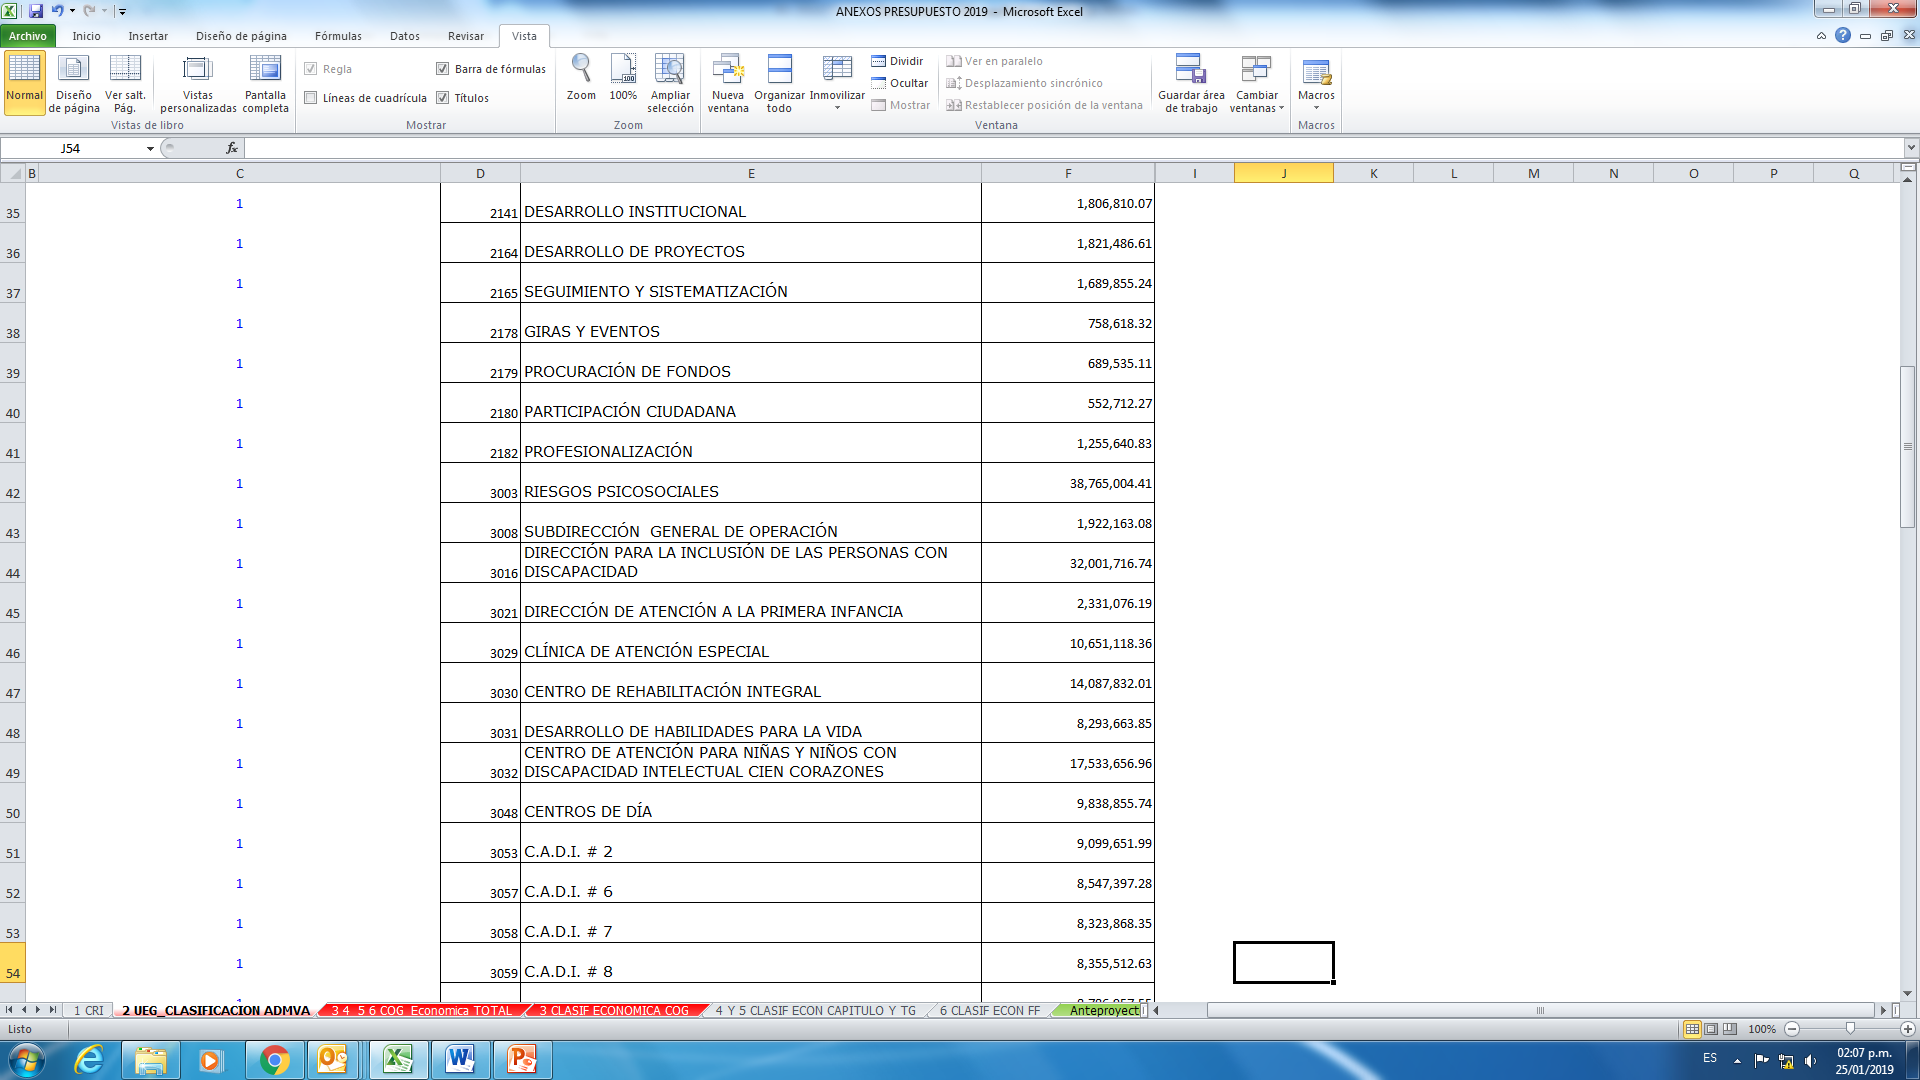 ANEXOS PRESUPUESTO 2019 - Microsoft Excel
Archivo Inicio Insertar Diseño de página Fórmulas Datos Revisar Vista
Normal
Diseño de página
Ver salt. Pág.
Vistas personalizadas
Pantalla completa
Vistas de libro
Regla
Barra de fórmulas
Líneas de cuadrícula
Títulos
Mostrar
Zoom
100%
Ampliar selección
Zoom
Nueva ventana
Organizar todo
Inmovilizar
Dividir
Ocultar
Mostrar
Ver en paralelo
Desplazamiento sincrónico
Restablecer posición de la ventana
Ventana
Guardar área de trabajo
Cambiar ventanas
Macros
Macros
J54 fx
B C D E F I J K L M N O P Q
35 1 2141 DESARROLLO INSTITUCIONAL 1,806,810.07
36 1 2164 DESARROLLO DE PROYECTOS 1,821,486.61
37 1 2165 SEGUIMIENTO Y SISTEMATIZACIÓN 1,689,855.24
38 1 2178 GIRAS Y EVENTOS 758,618.32
39 1 2179 PROCURACIÓN DE FONDOS 689,535.11
40 1 2180 PARTICIPACIÓN CIUDADANA 552,712.27
41 1 2182 PROFESIONALIZACIÓN 1,255,640.83
42 1 3003 RIESGOS PSICOSOCIALES 38,765,004.41
43 1 3008 SUBDIRECCIÓN  GENERAL DE OPERACIÓN 1,922,163.08
44 1 3016 DIRECCIÓN PARA LA INCLUSIÓN DE LAS PERSONAS CON
DISCAPACIDAD 32,001,716.74
45 1 3021 DIRECCIÓN DE ATENCIÓN A LA PRIMERA INFANCIA 2,331,076.19
46 1 3029 CLÍNICA DE ATENCIÓN ESPECIAL 10,651,118.36
47 1 3030 CENTRO DE REHABILITACIÓN INTEGRAL 14,087,832.01
48 1 3031 DESARROLLO DE HABILIDADES PARA LA VIDA 8,293,663.85
49 1 3032 CENTRO DE ATENCIÓN PARA NIÑAS Y NIÑOS CON
DISCAPACIDAD INTELECTUAL CIEN CORAZONES 17,533,656.96
50 1 3048 CENTROS DE DÍA 9,838,855.74
51 1 3053 C.A.D.I. # 2 9,099,651.99
52 1 3057 C.A.D.I. # 6 8,547,397.28
53 1 3058 C.A.D.I. # 7 8,323,868.35
54 1 3059 C.A.D.I. # 8 8,355,512.63
1 CRI 2 UEG_CLASIFICACION ADMVA 3 4 5 6 COG Economica TOTAL 3 CLASIF ECONOMICA COG 4 Y 5 CLASIF ECON CAPITULO Y TG 6 CLASIF ECON FF Anteproyect
Listo 100%
ES 02:07 p.m.
25/01/2019